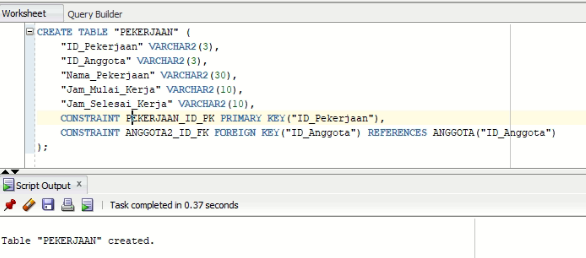 Worksheet Query Builder
CREATE TABLE "PEKERJAAN" (
"ID_Pekerjaan" VARCHAR2(3),
"ID_Anggota" VARCHAR2(3),
"Nama_Pekerjaan" VARCHAR2(30),
"Jam_Mulai_Kerja" VARCHAR2(10),
"Jam_Selesai_Kerja" VARCHAR2(10),
CONSTRAINT PEKERJAAN_ID_PK PRIMARY KEY("ID_Pekerjaan"),
CONSTRAINT ANGGOTA2_ID_FK FOREIGN KEY("ID_Anggota") REFERENCES ANGGOTA("ID_Anggota")
);
Script Output x
Task completed in 0.37 seconds
Table "PEKERJAAN" created.